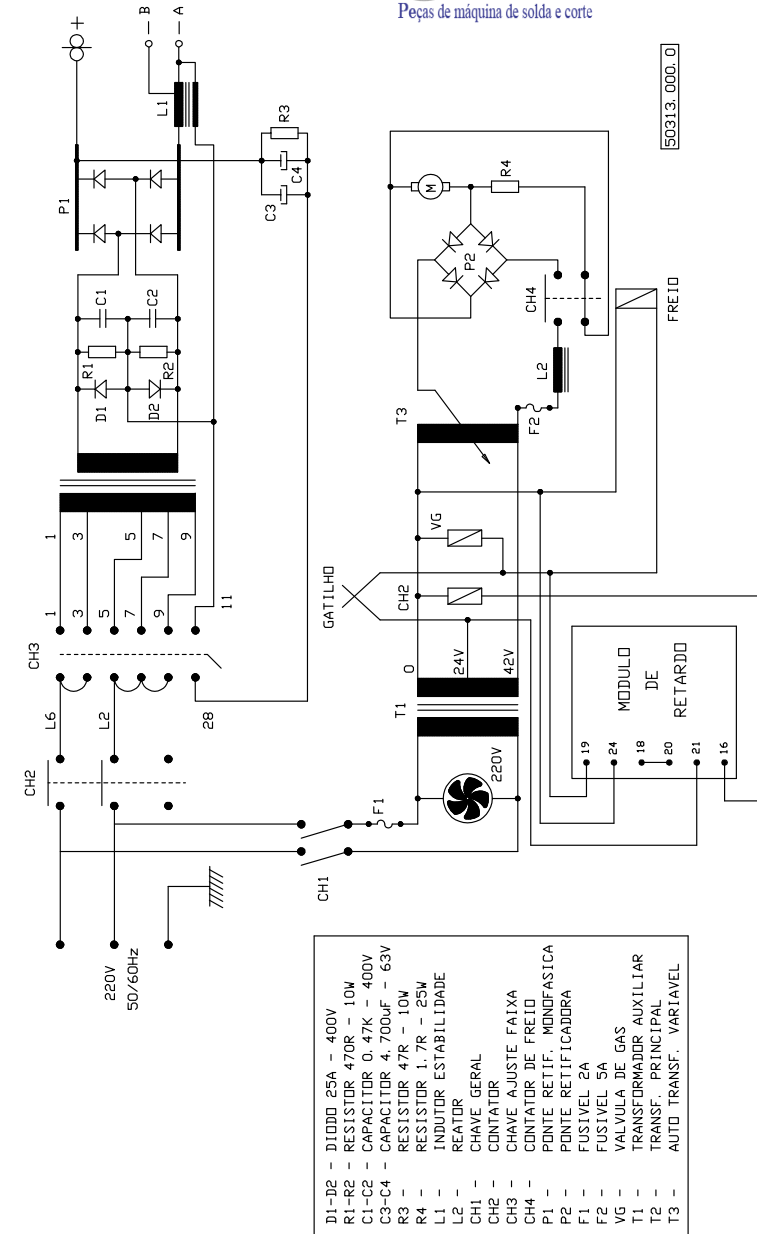 Peças de máquina de solda e corte
50313.000.0
+
B
A
L1
P1
R3
C4
C3
C1
C2
R1
R2
D1
D2
1
3
5
7
9
1
3
5
7
9
11
CH3
L6
L2
28
CH2
220V
50/60Hz
CH1
F1
M
R4
P2
CH4
FREIO
L2
F2
T3
VG
GATILHO
CH2
0
24V
42V
T1
220V
MODULO
DE
RETARDO
19
24
18
20
21
16
D1-D2 - DIODO 25A - 400V
R1-R2 - RESISTOR 470R - 10W
C1-C2 - CAPACITOR 0.47K - 400V
C3-C4 - CAPACITOR 4.700uF - 63V
R3 - RESISTOR 47R - 10W
R4 - RESISTOR 1.7R - 25W
L1 - INDUTOR ESTABILIDADE
L2 - REATOR
CH1 - CHAVE GERAL
CH2 - CONTATOR
CH3 - CHAVE AJUSTE FAIXA
CH4 - CONTATOR DE FREIO
P1 - PONTE RETIF. MONOFASICA
P2 - PONTE RETIFICADORA
F1 - FUSIVEL 2A
F2 - FUSIVEL 5A
VG - VALVULA DE GAS
T1 - TRANSFORMADOR AUXILIAR
T2 - TRANSF. PRINCIPAL
T3 - AUTO TRANSF. VARIAVEL